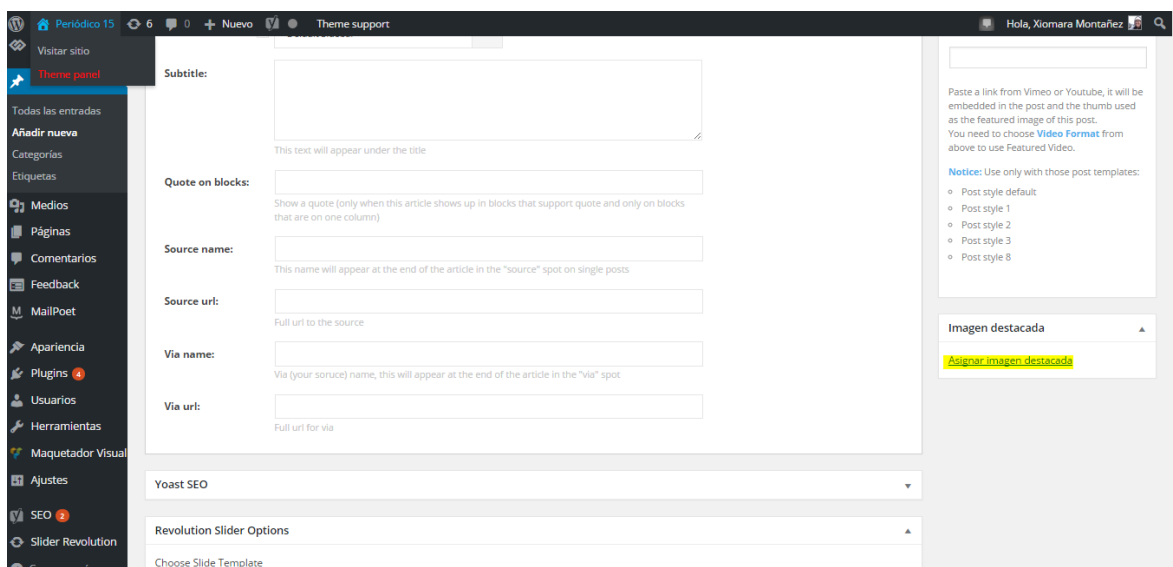 Periódico 15 6 0 Nuevo Theme support Hola, Xiomara Montañez
Visitar sitio
Theme panel
Todas las entradas
Añadir nueva
Categorías
Etiquetas
Medios
Páginas
Comentarios
Feedback
MailPoet
Apariencia
Plugins 4
Usuarios
Herramientas
Maquetador Visual
Ajustes
SEO 2
Slider Revolution
Subtitle:
This text will appear under the title
Quote on blocks:
Show a quote (only when this article shows up in blocks that support quote and only on blocks
that are on one column)
Source name:
This name will appear at the end of the article in the "source" spot on single posts
Source url:
Full url to the source
Via name:
Via (your soruce) name, this will appear at the end of the article in the "via" spot
Via url:
Full url for via
Yoast SEO
Revolution Slider Options
Choose Slide Template
Paste a link from Vimeo or Youtube, it will be
embedded in the post and the thumb used
as the featured image of this post.
You need to choose Video Format from
above to use Featured Video.
Notice: Use only with those post templates:
Post style default
Post style 1
Post style 2
Post style 3
Post style 8
Imagen destacada
Asignar imagen destacada